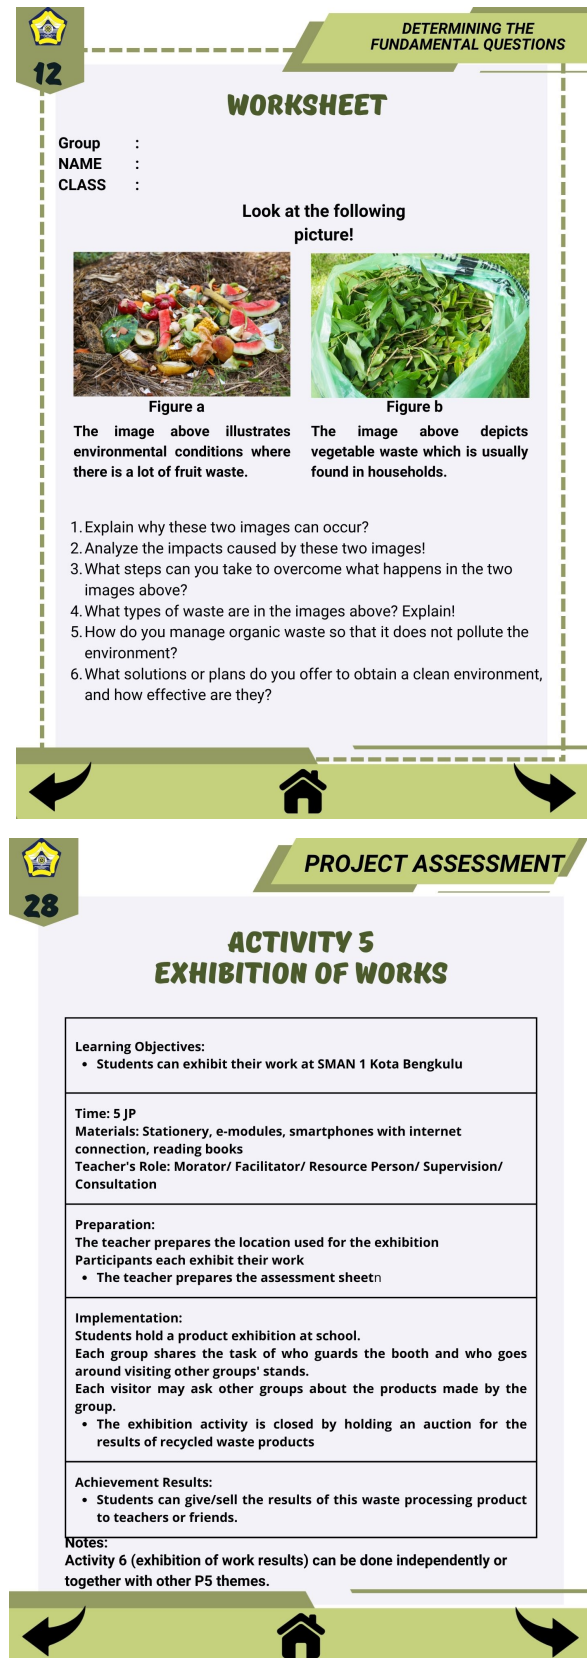 DETERMINING THE
FUNDAMENTAL QUESTIONS
12
WORKSHEET
Group :
NAME :
CLASS :
Look at the following
picture!
Figure a
The image above illustrates
environmental conditions where
there is a lot of fruit waste.
Figure b
The image above depicts
vegetable waste which is usually
found in households.
1. Explain why these two images can occur?
2. Analyze the impacts caused by these two images!
3. What steps can you take to overcome what happens in the two
images above?
4. What types of waste are in the images above? Explain!
5. How do you manage organic waste so that it does not pollute the
environment?
6. What solutions or plans do you offer to obtain a clean environment,
and how effective are they?
PROJECT ASSESSMENT
28
ACTIVITY 5
EXHIBITION OF WORKS
Learning Objectives:
• Students can exhibit their work at SMAN 1 Kota Bengkulu
Time: 5 JP
Materials: Stationery, e-modules, smartphones with internet
connection, reading books
Teacher's Role: Morator/ Facilitator/ Resource Person/ Supervision/
Consultation
Preparation:
The teacher prepares the location used for the exhibition
Participants each exhibit their work
• The teacher prepares the assessment sheetn
Implementation:
Students hold a product exhibition at school.
Each group shares the task of who guards the booth and who goes
around visiting other groups' stands.
Each visitor may ask other groups about the products made by the
group.
• The exhibition activity is closed by holding an auction for the
results of recycled waste products
Achievement Results:
• Students can give/sell the results of this waste processing product
to teachers or friends.
Notes:
Activity 6 (exhibition of work results) can be done independently or
together with other P5 themes.